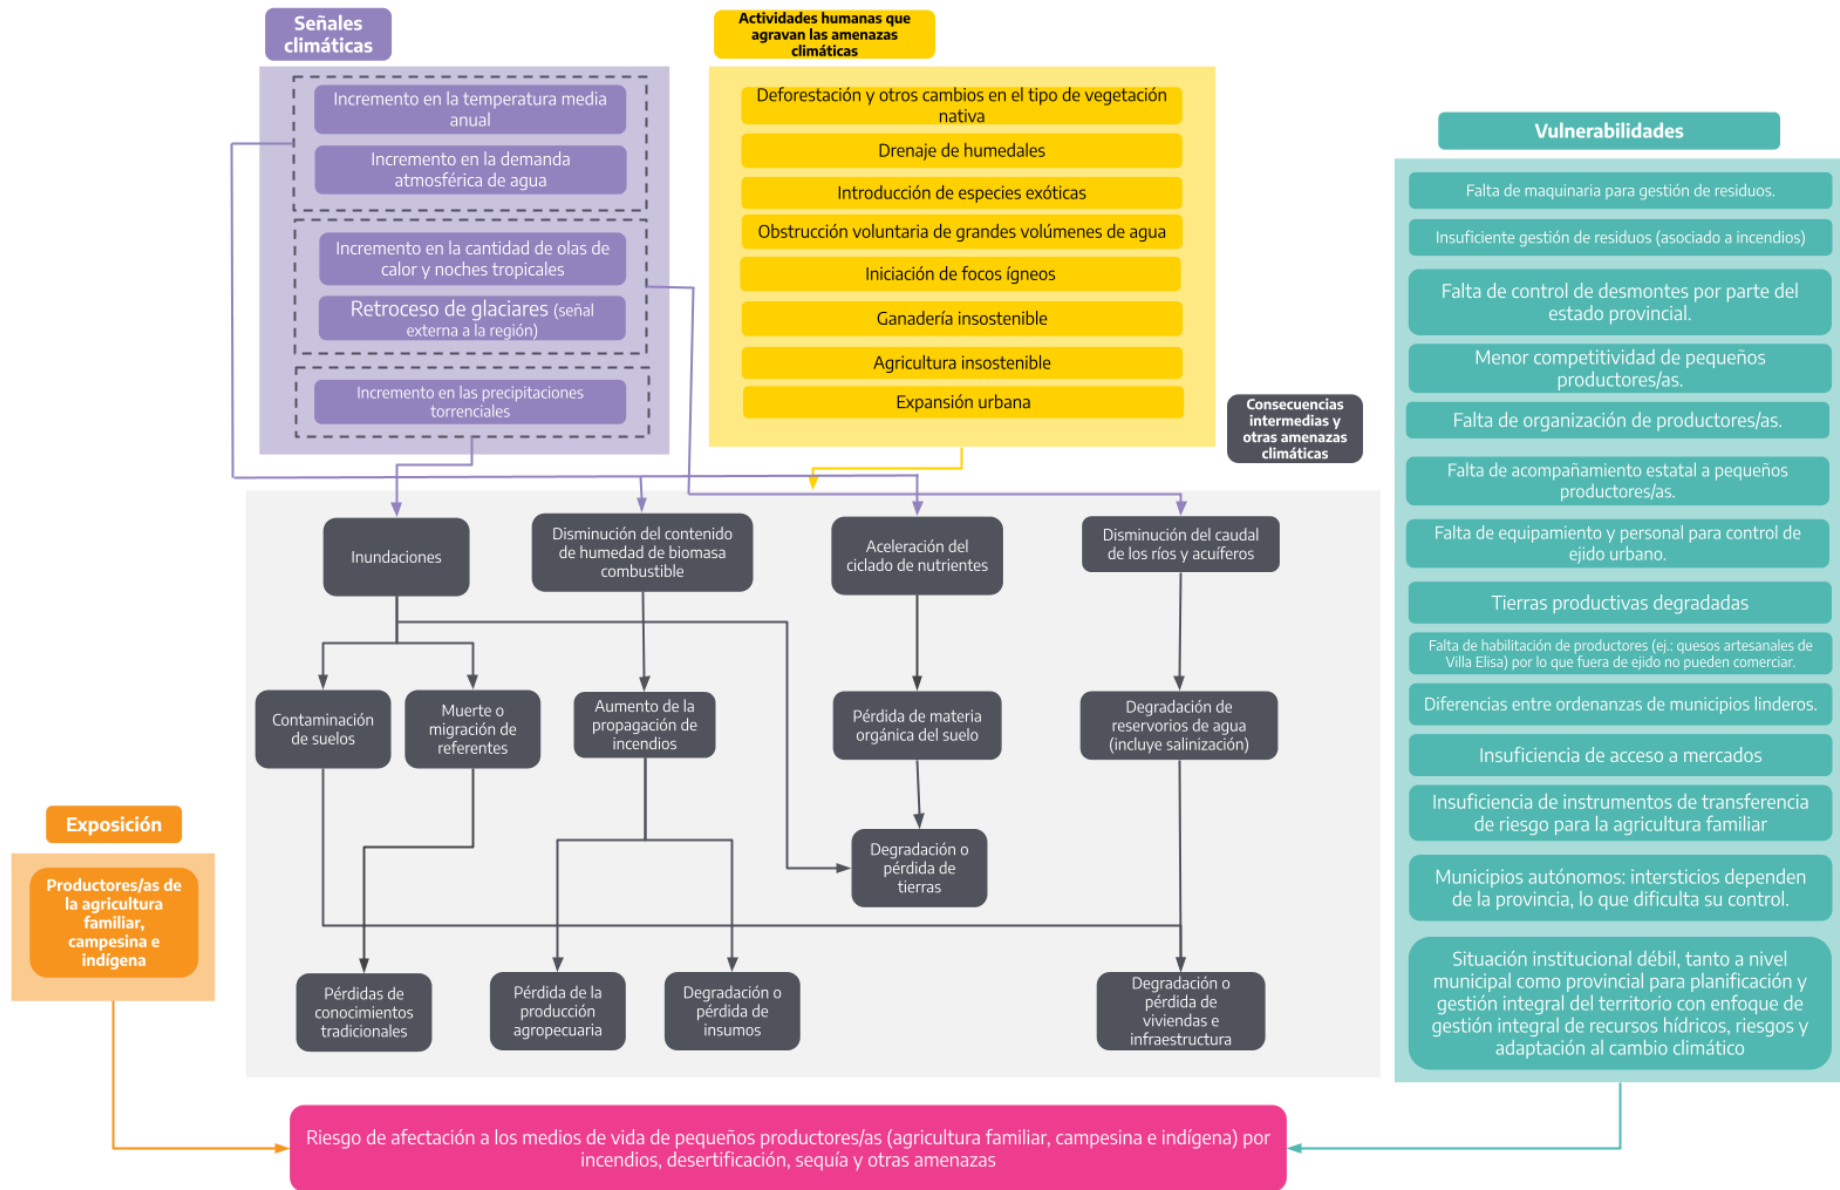 Señales
climáticas
Incremento en la temperatura media
anual
Incremento en la demanda
atmosférica de agua
Incremento en la cantidad de olas de
calor y noches tropicales
Retroceso de glaciares (señal
externa a la región)
Incremento en las precipitaciones
torrenciales
Actividades humanas que
agravan las amenazas
climáticas
Deforestación y otros cambios en el tipo de vegetación
nativa
Drenaje de humedales
Introducción de especies exóticas
Obstrucción voluntaria de grandes volúmenes de agua
Iniciación de focos ígneos
Ganadería insostenible
Agricultura insostenible
Expansión urbana
Consecuencias
intermedias y
otras amenazas
climáticas
Inundaciones
Disminución del contenido
de humedad de biomasa
combustible
Aceleración del
ciclado de nutrientes
Disminución del caudal
de los ríos y acuíferos
Contaminación
de suelos
Muerte o
migración de
referentes
Aumento de la
propagación de
incendios
Pérdida de materia
orgánica del suelo
Degradación de
reservorios de agua
(incluye salinización)
Degradación o
pérdida de
tierras
Pérdidas de
conocimientos
tradicionales
Pérdida de la
producción
agropecuaria
Degradación o
pérdida de
insumos
Degradación o
pérdida de
viviendas e
infraestructura
Vulnerabilidades
Falta de maquinaria para gestión de residuos.
Insuficiente gestión de residuos (asociado a incendios)
Falta de control de desmontes por parte del
estado provincial.
Menor competitividad de pequeños
productores/as.
Falta de organización de productores/as.
Falta de acompañamiento estatal a pequeños
productores/as.
Falta de equipamiento y personal para control de
ejido urbano.
Tierras productivas degradadas
Falta de habilitación de productores (ej.: quesos artesanales de
Villa Elisa) por lo que fuera de ejido no pueden comerciar.
Diferencias entre ordenanzas de municipios linderos.
Insuficiencia de acceso a mercados
Insuficiencia de instrumentos de transferencia
de riesgo para la agricultura familiar
Municipios autónomos: intersticios dependen
de la provincia, lo que dificulta su control.
Situación institucional débil, tanto a nivel
municipal como provincial para planificación y
gestión integral del territorio con enfoque de
gestión integral de recursos hídricos, riesgos y
adaptación al cambio climático
Exposición
Productores/as de
la agricultura
familiar,
campesina e
indígena
Riesgo de afectación a los medios de vida de pequeños productores/as (agricultura familiar, campesina e indígena) por
incendios, desertificación, sequía y otras amenazas